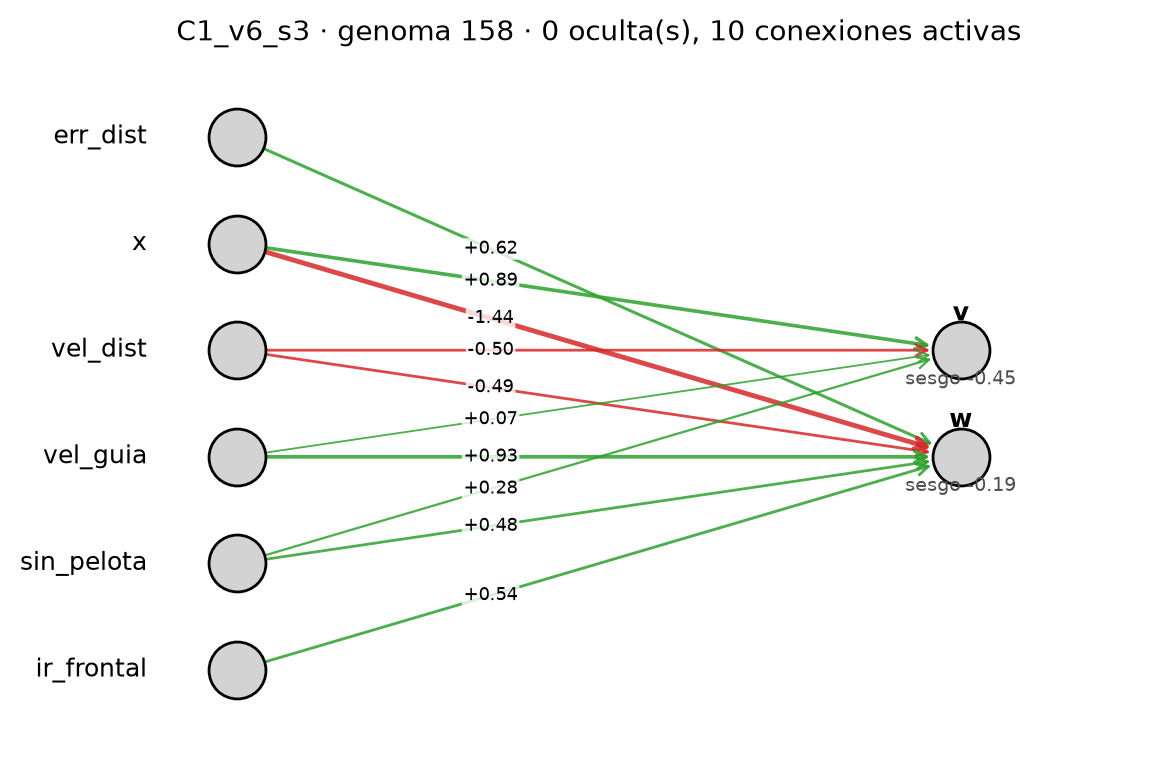 C1_v6_s3 · genoma 158 · 0 oculta(s), 10 conexiones activas
err_dist
x
vel_dist
vel_guia
sin_pelota
ir_frontal
+0.62
+0.89
-1.44
-0.50
-0.49
+0.07
+0.93
+0.28
+0.48
+0.54
v
sesgo -0.45
w
sesgo -0.19